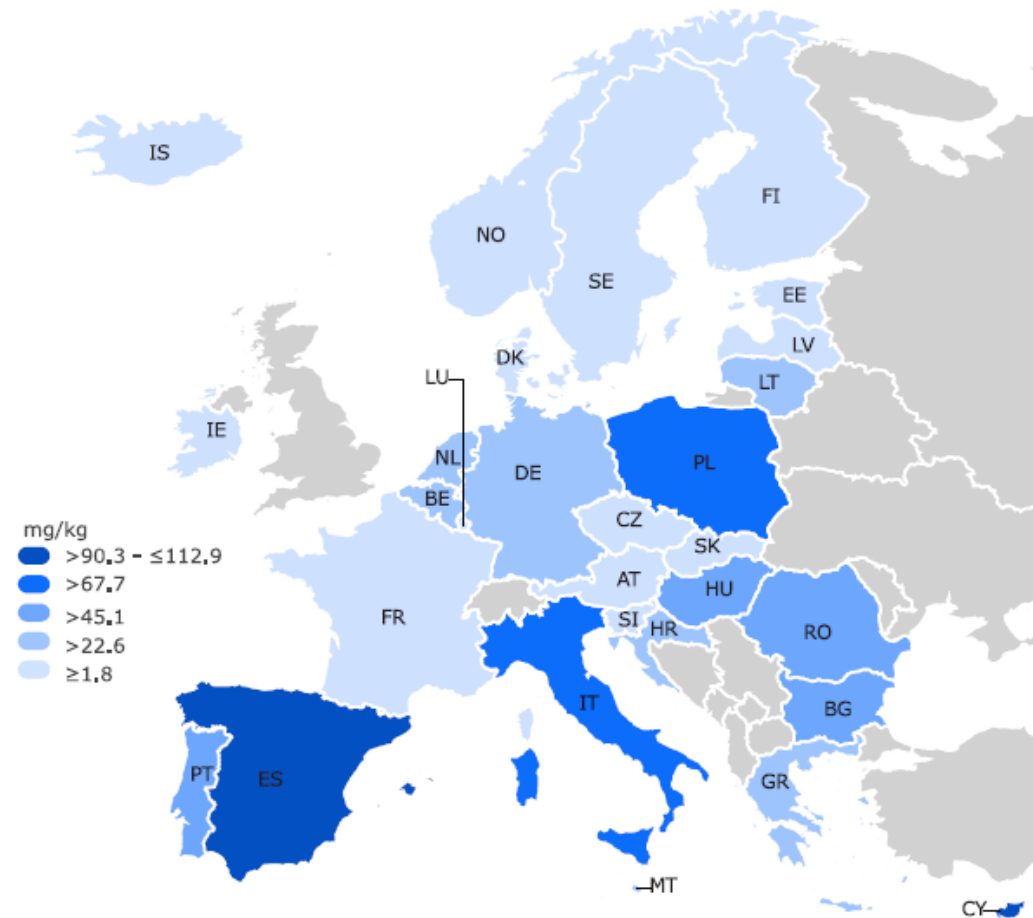 IS
FI
NO
SE
EE
LV
DK
LU
LT
IE
NL
DE
PL
BE
CZ
mg/kg
SK
>90.3 - ≤112.9
AT
>67.7
HU
>45.1
FR
SI
HR
RO
>22.6
≥1.8
IT
BG
PT
ES
GR
MT
CY